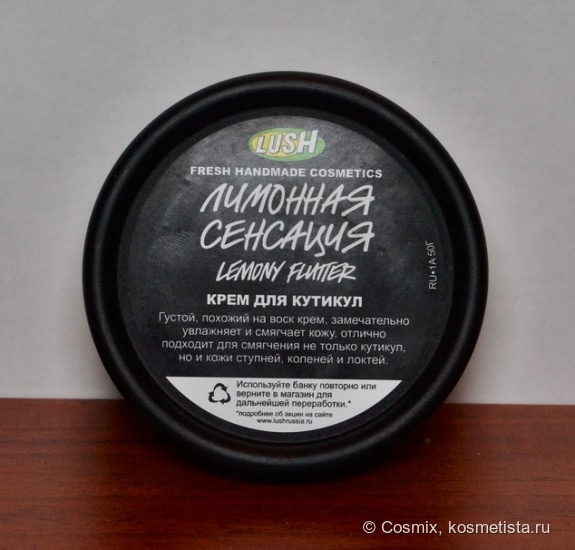 LUSH
FRESH HANDMADE COSMETICS
ЛИМОННАЯ
СЕНСАЦИЯ
LEMONY FLUTTER
КРЕМ ДЛЯ КУТИКУЛ
Густой, похожий на воск крем, замечательно
увлажняет и смягчает кожу, отлично
подходит для смягчения не только кутикул,
но и кожи ступней, коленей и локтей.
RU•1A 50Г
Используйте банку повторно или
верните в магазин для
дальнейшей переработки.*
*подробнее об акции на сайте
www.lushrussia.ru
© Cosmix, kosmetista.ru